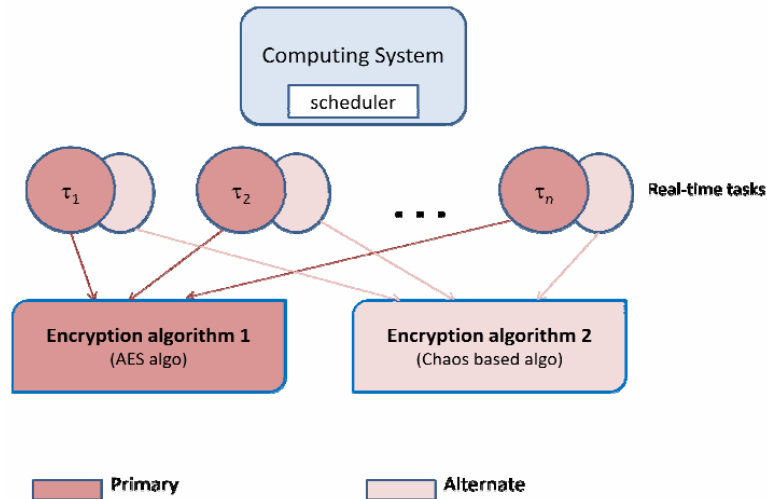 Computing System
scheduler
τ1
τ2
τn
. . .
Real-time tasks
Encryption algorithm 1
(AES algo)
Encryption algorithm 2
(Chaos based algo)
Primary
Alternate